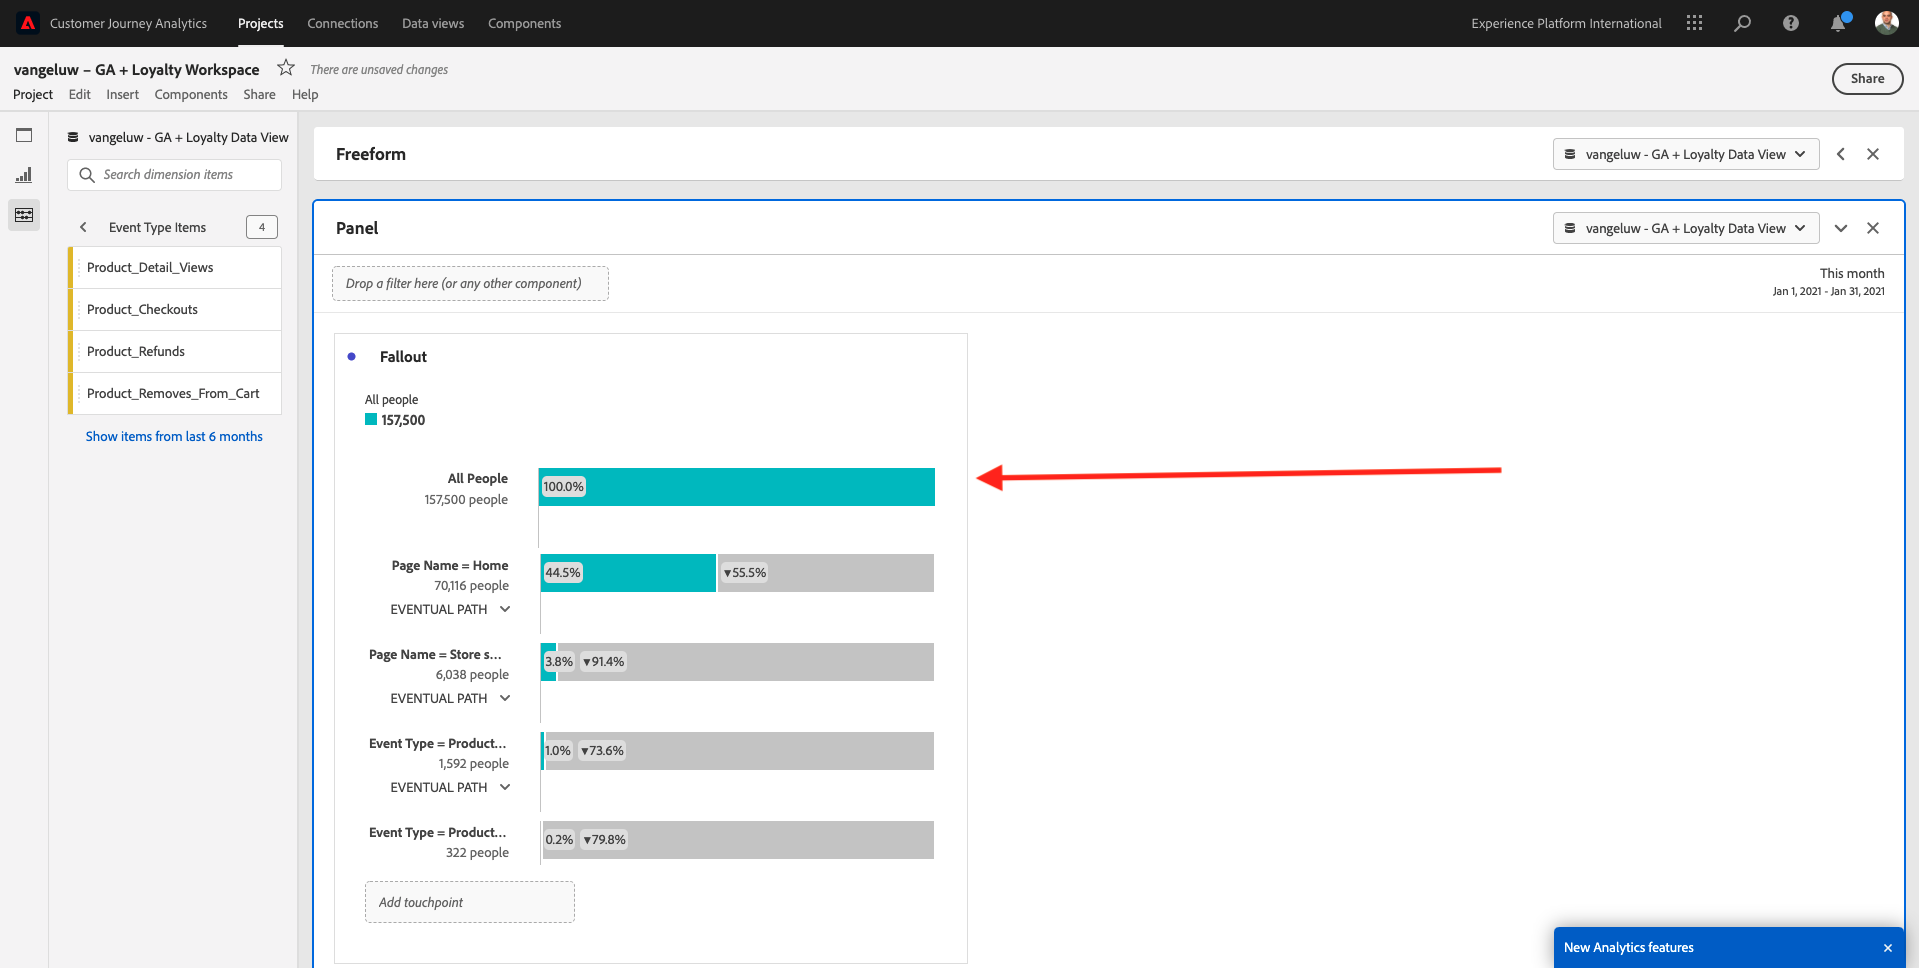 Customer Journey Analytics Projects Connections Data views Components Experience Platform International
vangeluw – GA + Loyalty Workspace There are unsaved changes
Share
Project Edit Insert Components Share Help
vangeluw - GA + Loyalty Data View
Search dimension items
Event Type Items 4
Product_Detail_Views
Product_Checkouts
Product_Refunds
Product_Removes_From_Cart
Show items from last 6 months
Freeform vangeluw - GA + Loyalty Data View
Panel vangeluw - GA + Loyalty Data View
Drop a filter here (or any other component)
This month
Jan 1, 2021 - Jan 31, 2021
Fallout
All people
157,500
All People
157,500 people
100.0%
Page Name = Home
70,116 people
EVENTUAL PATH
44.5% ▼55.5%
Page Name = Store s...
6,038 people
EVENTUAL PATH
3.8% ▼91.4%
Event Type = Product...
1,592 people
EVENTUAL PATH
1.0% ▼73.6%
Event Type = Product...
322 people
0.2% ▼79.8%
Add touchpoint
New Analytics features